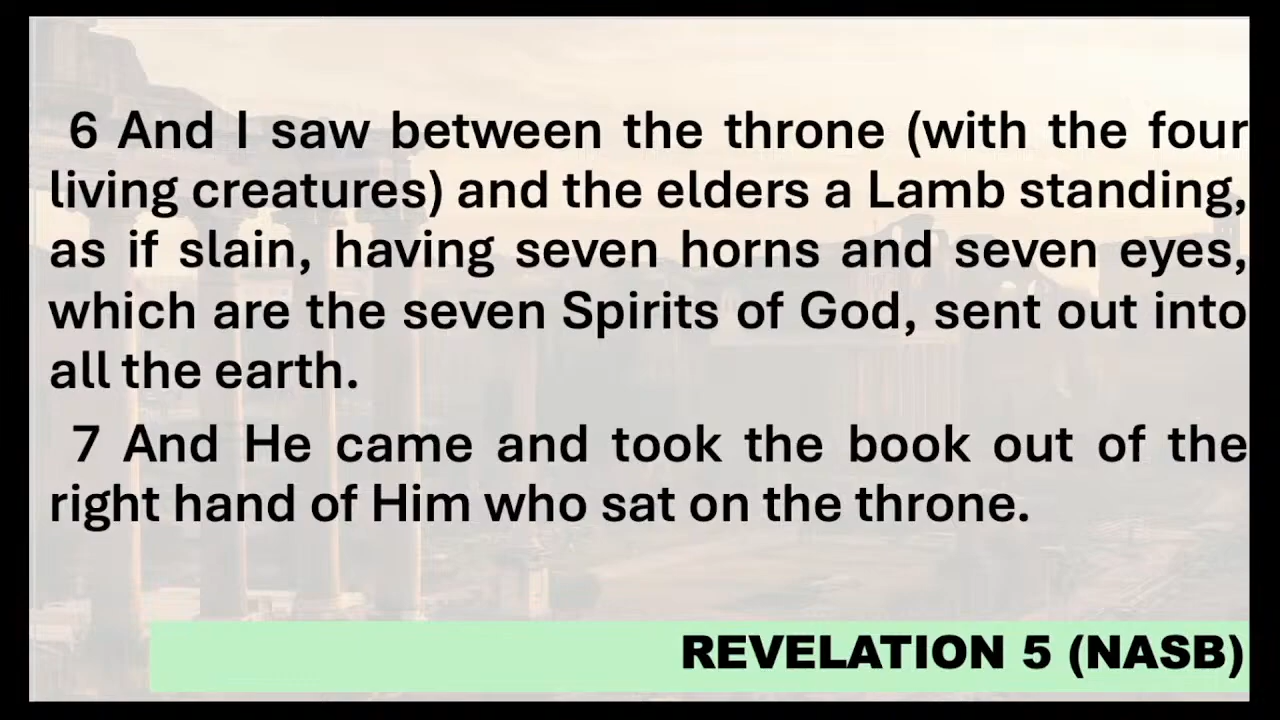 6 And I saw between the throne (with the four
living creatures) and the elders a Lamb standing,
as if slain, having seven horns and seven eyes,
which are the seven Spirits of God, sent out into
all the earth.
7 And He came and took the book out of the
right hand of Him who sat on the throne.
REVELATION 5 (NASB)